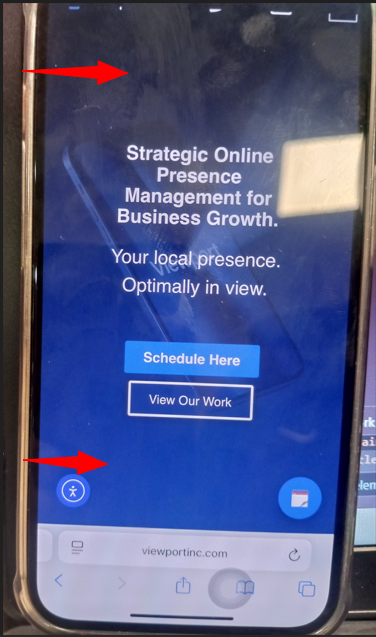 Strategic Online
Presence
Management for
Business Growth.
Your local presence.
Optimally in view.
Schedule Here
View Our Work
viewportinc.com